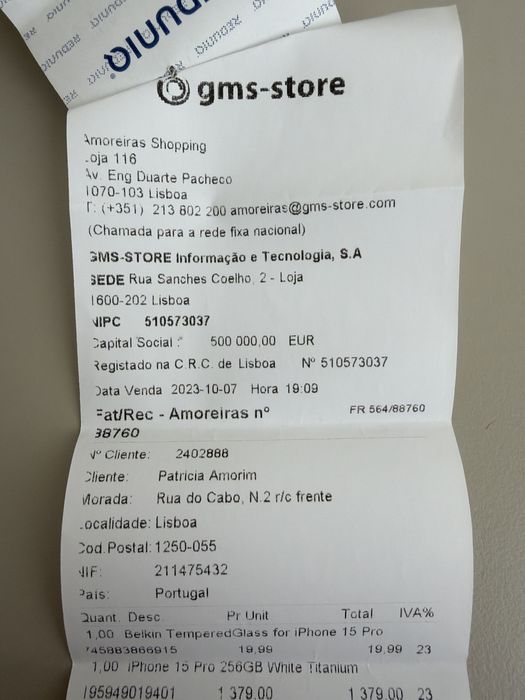 REDUNIQ
gms-store
Amoreiras Shopping
Loja 116
Av. Eng Duarte Pacheco
1070-103 Lisboa
T: (+351) 213 802 200 amoreiras@gms-store.com
(Chamada para a rede fixa nacional)
GMS-STORE Informação e Tecnologia, S.A
SEDE Rua Sanches Coelho, 2 - Loja
1600-202 Lisboa
NIPC 510573037
Capital Social : 500 000,00 EUR
Registado na C.R.C. de Lisboa Nº 510573037
Data Venda 2023-10-07 Hora 19:09
Fat/Rec - Amoreiras nº FR 564/88760
88760
Nº Cliente: 2402888
Cliente: Patricia Amorim
Morada: Rua do Cabo, N.2 r/c frente
Localidade: Lisboa
Cod.Postal: 1250-055
NIF: 211475432
Pais: Portugal
Quant. Desc. Pr Unit Total IVA%
1,00 Belkin TemperedGlass for iPhone 15 Pro
745883866915 19,99 19,99 23
1,00 iPhone 15 Pro 256GB White Titanium
195949019401 1 379.00 1 379,00 23